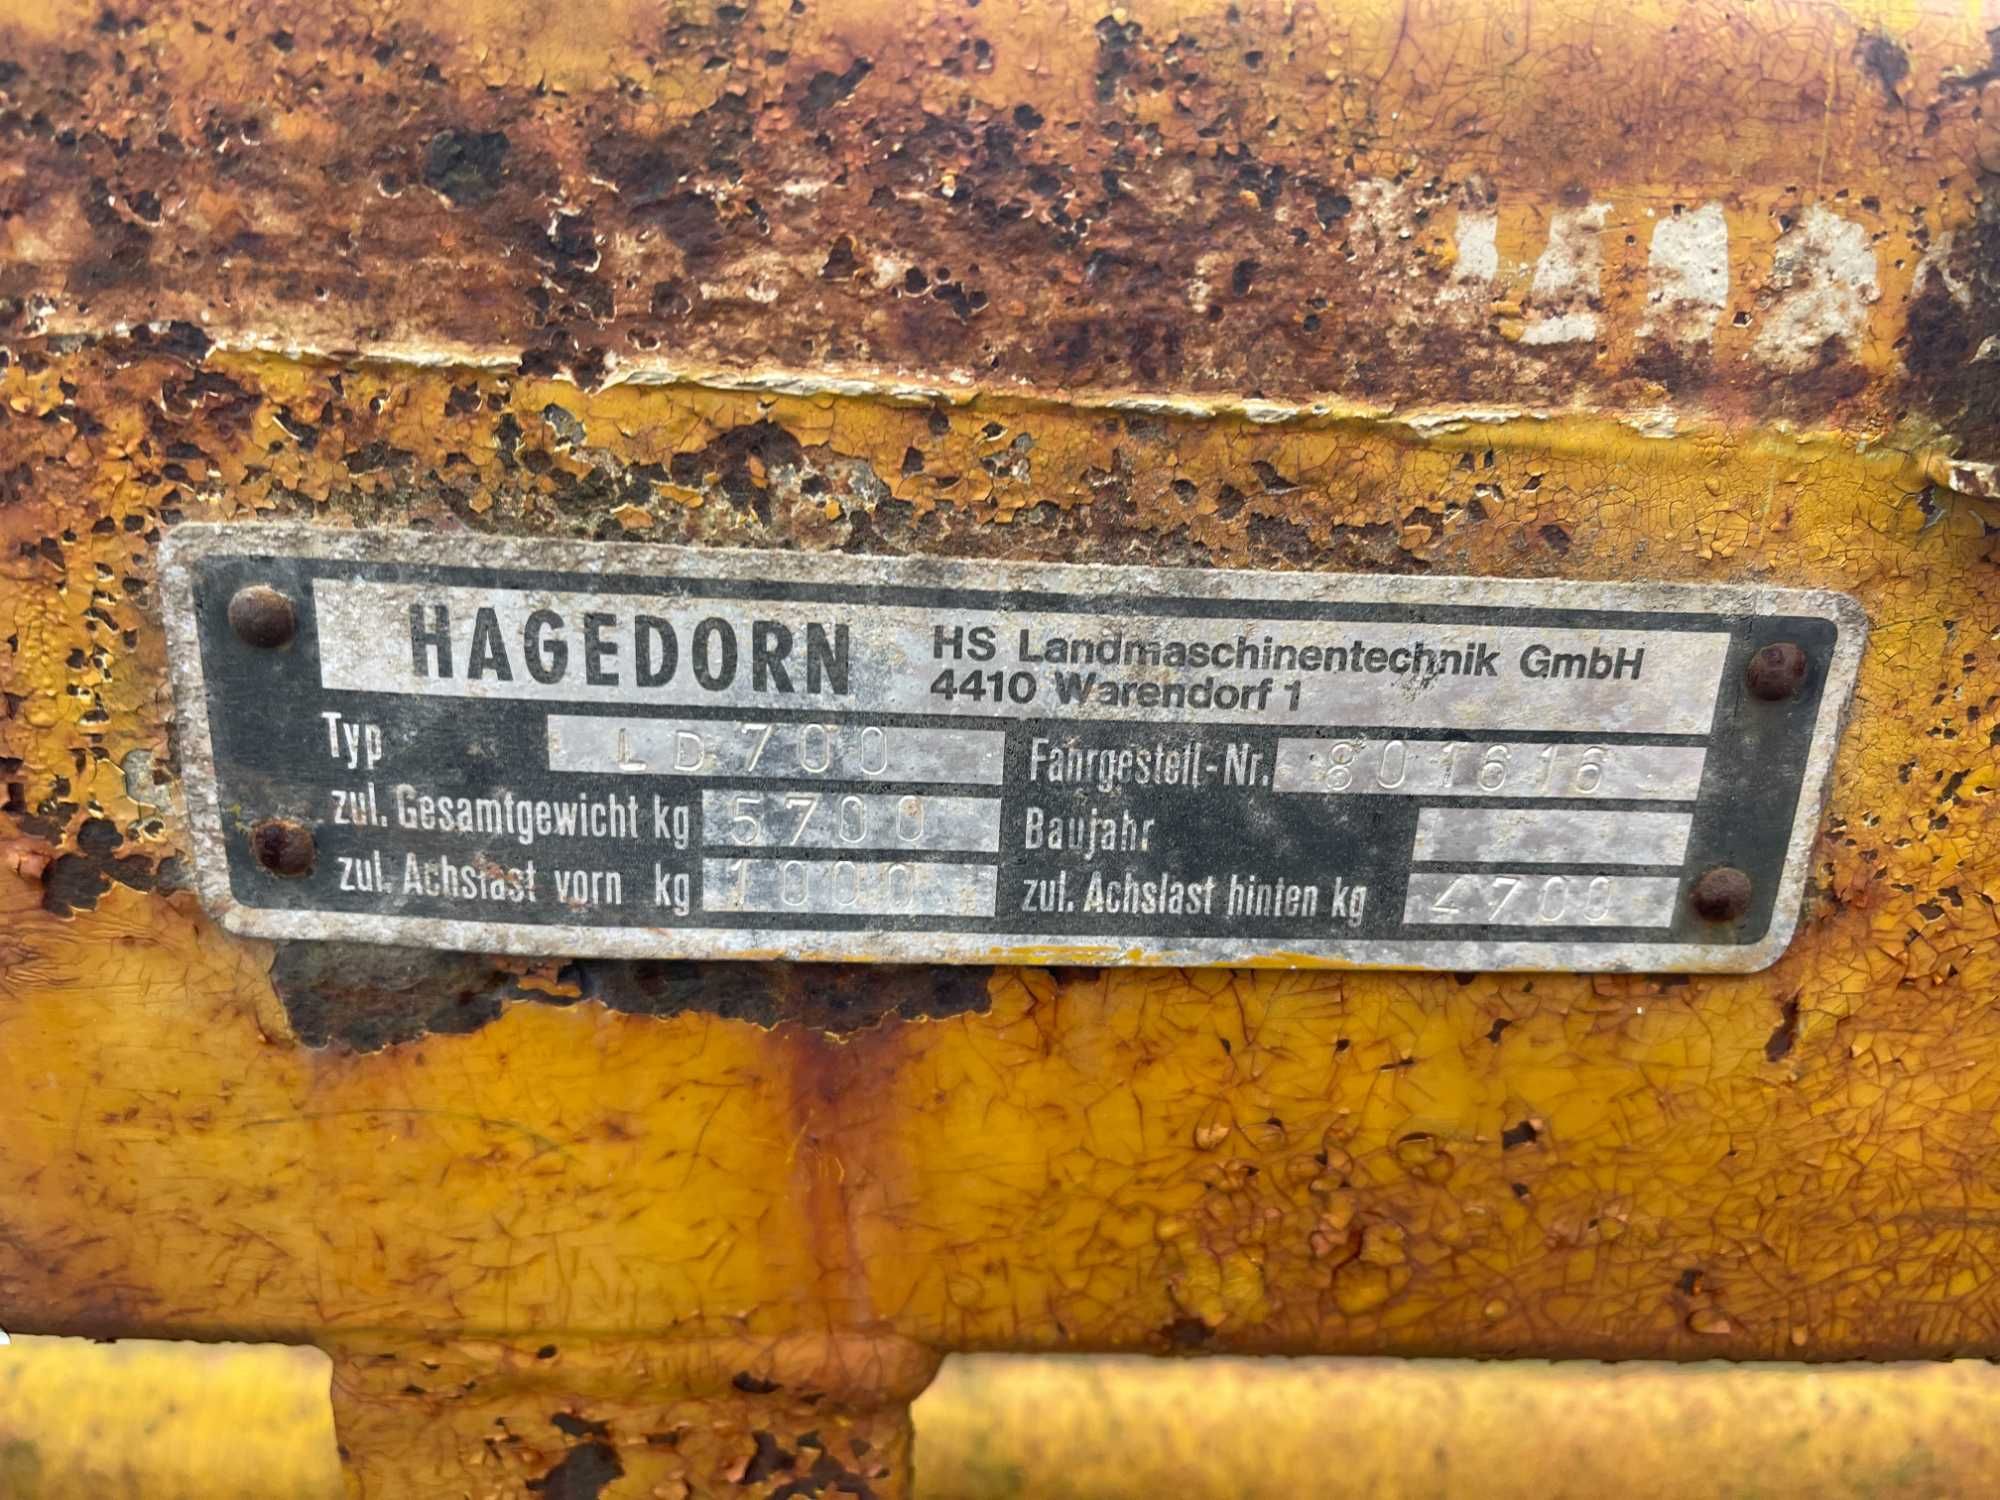 HAGEDORN HS Landmaschinentechnik GmbH
4410 Warendorf 1
Typ LD 700 Fahrgestell-Nr. 801616
zul. Gesamtgewicht kg 5700 Baujahr
zul. Achslast vorn kg 1000 zul. Achslast hinten kg 4700